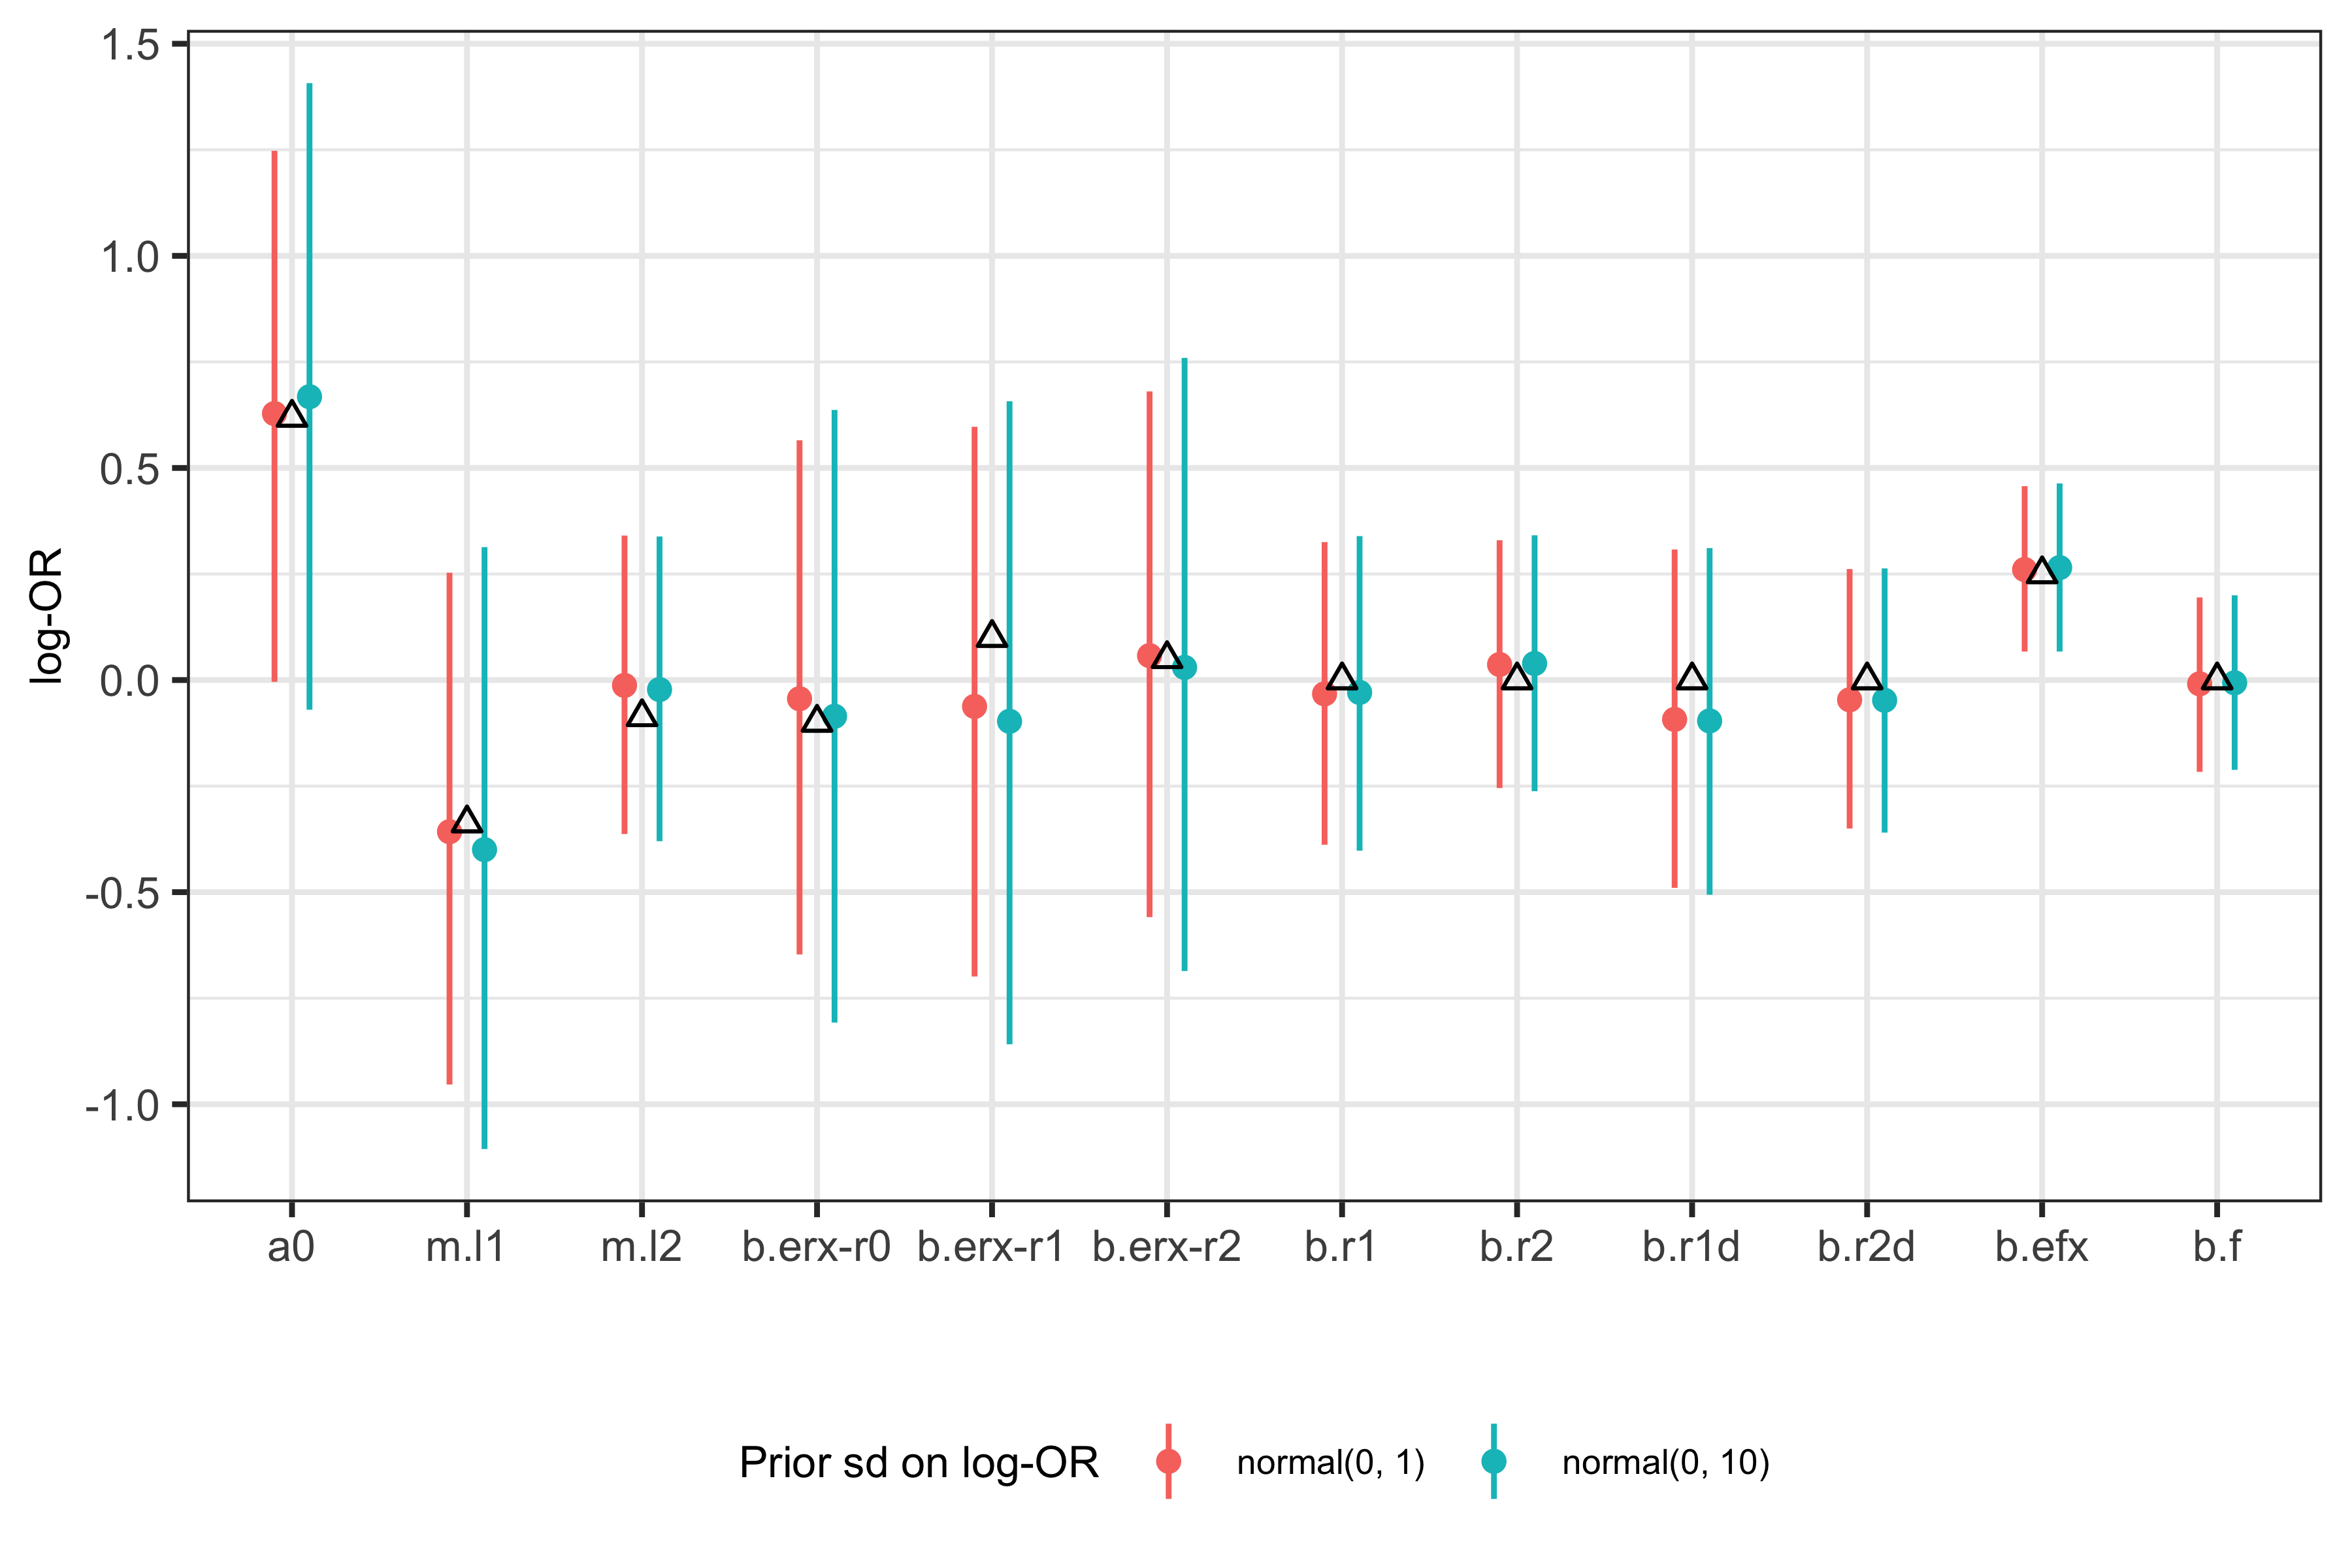 1.5
1.0
0.5
0.0
-0.5
-1.0
log-OR
a0 m.l1 m.l2 b.erx-r0 b.erx-r1 b.erx-r2 b.r1 b.r2 b.r1d b.r2d b.efx b.f
Prior sd on log-OR normal(0, 1) normal(0, 10)